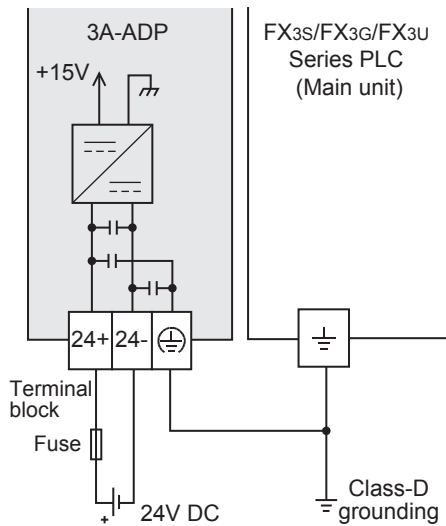 3A-ADP
FX3S/FX3G/FX3U
Series PLC
(Main unit)
+15V
24+ 24-
Terminal
block
Fuse
+
24V DC
Class-D
grounding